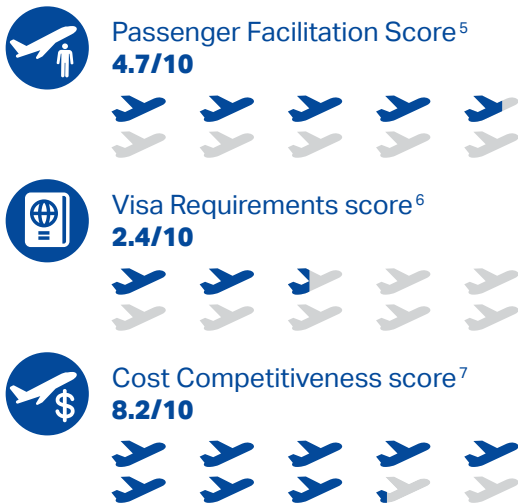 Passenger Facilitation Score⁵
4.7/10
Visa Requirements score⁶
2.4/10
Cost Competitiveness score⁷
$
8.2/10